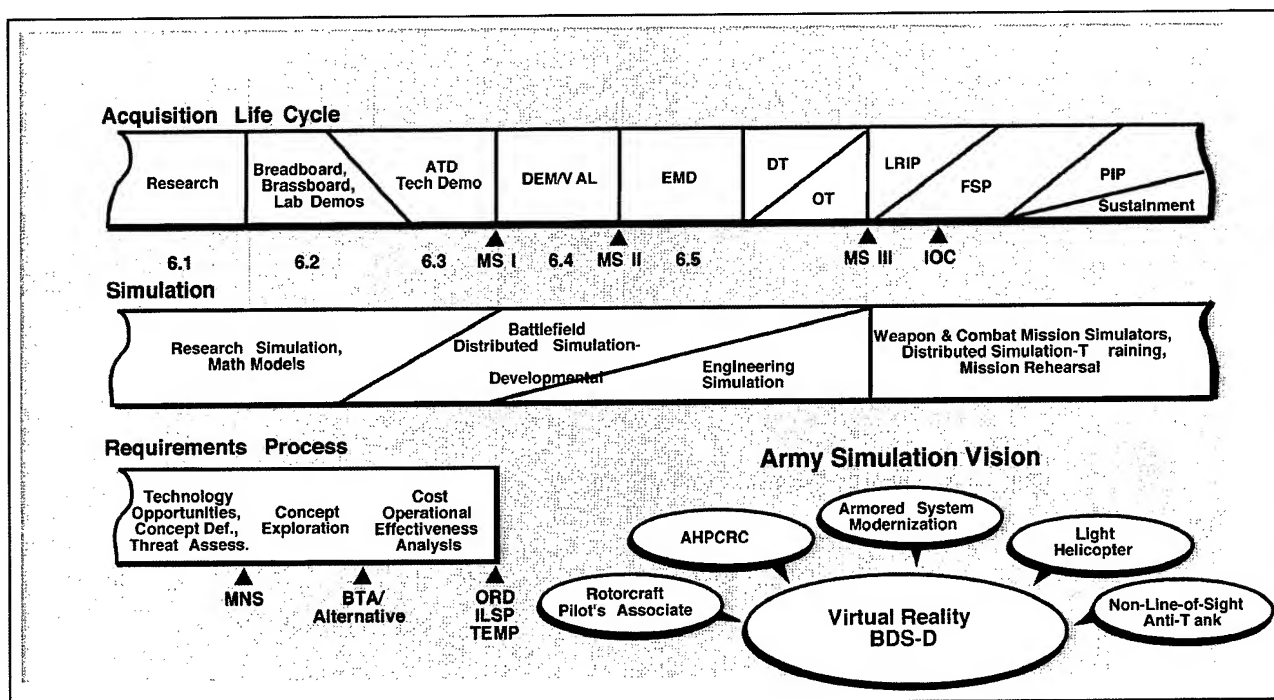 Acquisition Life Cycle
Research
Breadboard,
Brassboard,
Lab Demos
ATD
Tech Demo
DEM/V AL
EMD
DT
OT
LRIP
FSP
PIP
Sustainment
6.1
6.2
6.3
MS I
6.4
MS II
6.5
MS III
IOC
Simulation
Research Simulation,
Math Models
Battlefield
Distributed Simulation-
Developmental
Engineering
Simulation
Weapon & Combat Mission Simulators,
Distributed Simulation-T raining,
Mission Rehearsal
Requirements Process
Technology
Opportunities,
Concept Def.,
Threat Assess.
Concept
Exploration
Cost
Operational
Effectiveness
Analysis
MNS
BTA/
Alternative
ORD
ILSP
TEMP
Army Simulation Vision
Rotorcraft
Pilot's Associate
AHPCRC
Armored System
Modernization
Light
Helicopter
Non-Line-of-Sight
Anti-T ank
Virtual Reality
BDS-D